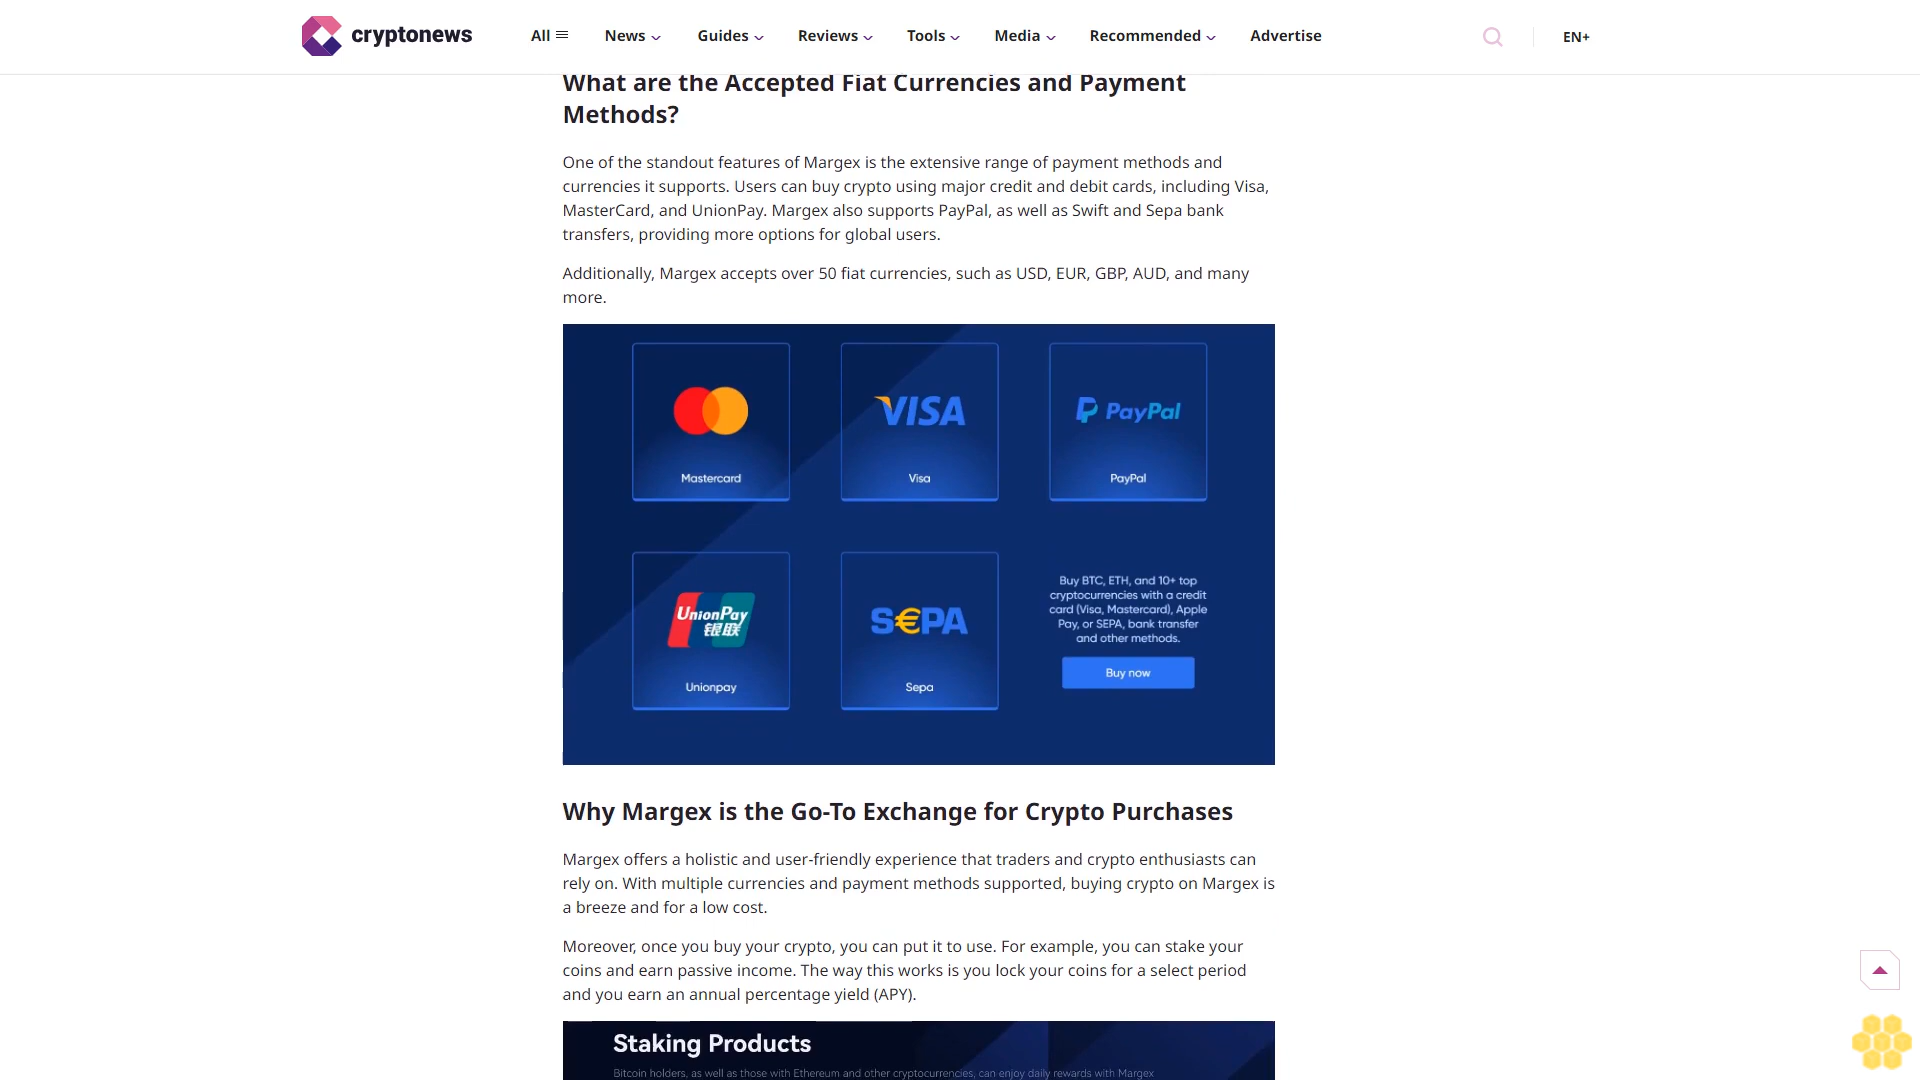 cryptonews
All
News
Guides
Reviews
Tools
Media
Recommended
Advertise
EN+
What are the Accepted Fiat Currencies and Payment
Methods?
One of the standout features of Margex is the extensive range of payment methods and
currencies it supports. Users can buy crypto using major credit and debit cards, including Visa,
MasterCard, and UnionPay. Margex also supports PayPal, as well as Swift and Sepa bank
transfers, providing more options for global users.
Additionally, Margex accepts over 50 fiat currencies, such as USD, EUR, GBP, AUD, and many
more.
VISA
PayPal
Mastercard
Visa
PayPal
UnionPay
银联
S€PA
Unionpay
Sepa
Buy BTC, ETH, and 10+ top
cryptocurrencies with a credit
card (Visa, Mastercard), Apple
Pay, or SEPA, bank transfer
and other methods.
Buy now
Why Margex is the Go-To Exchange for Crypto Purchases
Margex offers a holistic and user-friendly experience that traders and crypto enthusiasts can
rely on. With multiple currencies and payment methods supported, buying crypto on Margex is
a breeze and for a low cost.
Moreover, once you buy your crypto, you can put it to use. For example, you can stake your
coins and earn passive income. The way this works is you lock your coins for a select period
and you earn an annual percentage yield (APY).
Staking Products
Bitcoin holders, as well as those with Ethereum and other cryptocurrencies, can enjoy daily rewards with Margex